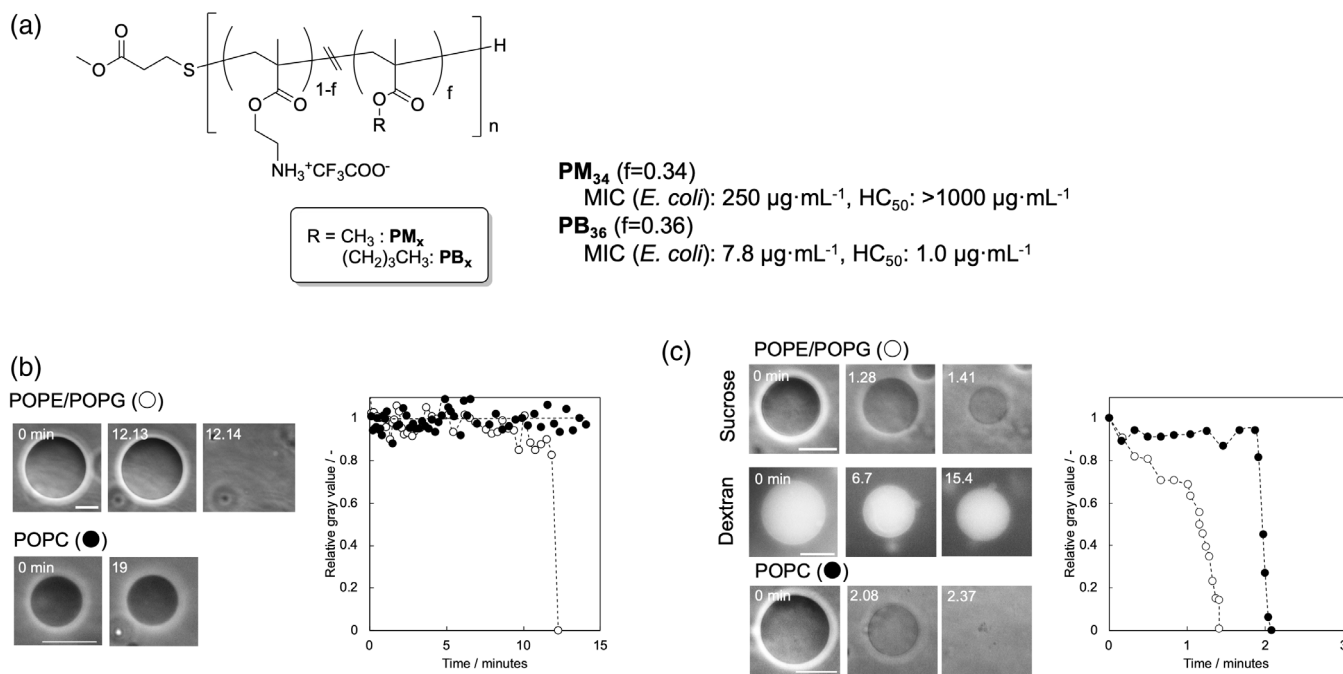 (a)
O
O
S
1-f
O
O
NH₃⁺CF₃COO⁻
f
O
O
R
H
n
R = CH₃ : PMₓ
(CH₂)₃CH₃: PBₓ
PM₃₄ (f=0.34)
MIC (E. coli): 250 µg·mL⁻¹, HC₅₀: >1000 µg·mL⁻¹
PB₃₆ (f=0.36)
MIC (E. coli): 7.8 µg·mL⁻¹, HC₅₀: 1.0 µg·mL⁻¹
(b)
POPE/POPG (○)
0 min
12.13
12.14
POPC (●)
0 min
19
Relative gray value / -
1
0.8
0.6
0.4
0.2
0
0
5
10
15
Time / minutes
(c)
POPE/POPG (○)
Sucrose
0 min
1.28
1.41
Dextran
0 min
6.7
15.4
POPC (●)
0 min
2.08
2.37
Relative gray value / -
1
0.8
0.6
0.4
0.2
0
0
1
2
3
Time / minutes